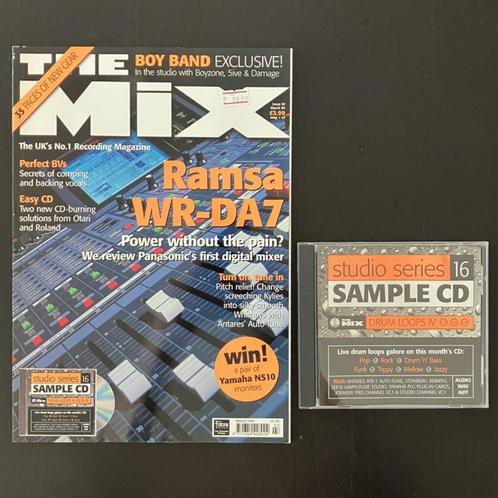 35 PAGES OF NEW GEAR
BOY BAND EXCLUSIVE!
In the studio with Boyzone, 5ive & Damage
THE
MiX
£3.99
The UK's No.1 Recording Magazine
Perfect BVs
Secrets of comping
and backing vocals
Easy CD
Two new CD-burning
solutions from Otari
and Roland
Ramsa
WR-DA7
Power without the pain?
We review Panasonic's first digital mixer
Turn on, tune in
Pitch relief! Change
screeching Kylies
into silky-smooth
Whitneys with
Antares' Auto-Tune
win!
a pair of
Yamaha NS10
monitors
studio series 16
SAMPLE CD
studio series 16
SAMPLE CD
MiX DRUM LOOPS IV
Live drum loops galore on this month's CD:
Pop Rock Drum 'n' Bass
Funk Trippy Mellow Jazzy
AUDIO
WAV
AIFF